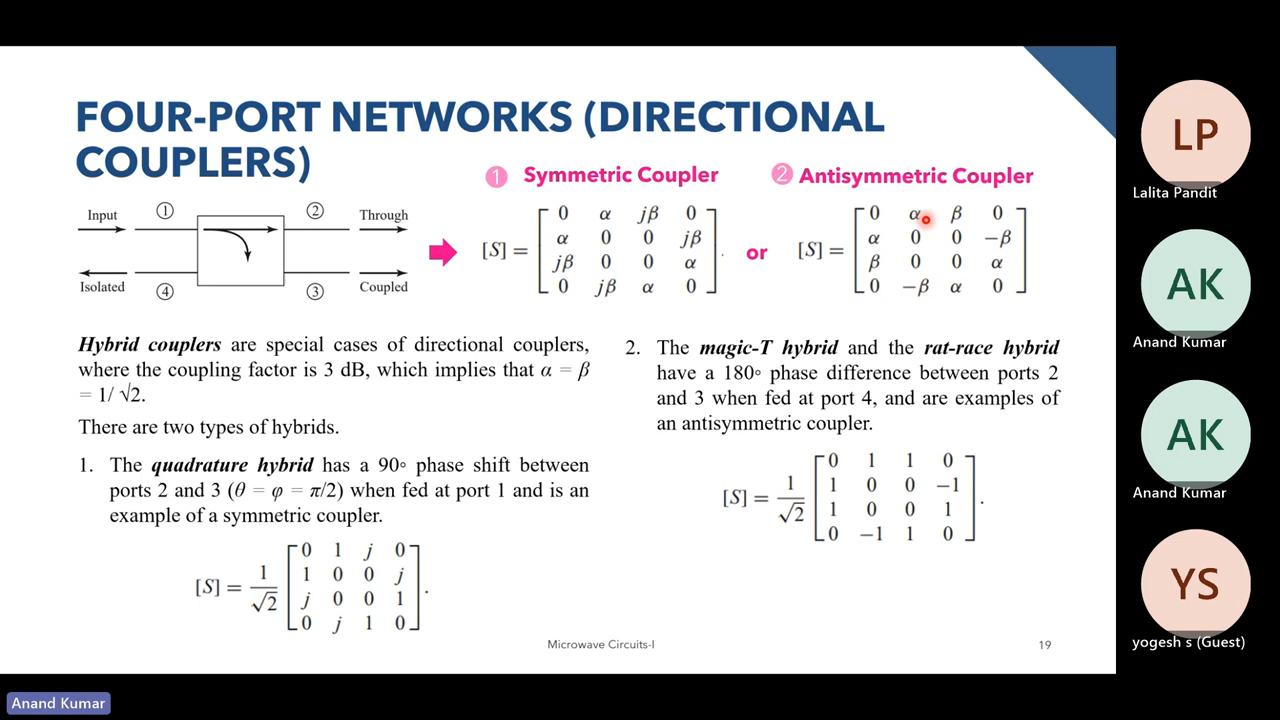 FOUR-PORT NETWORKS (DIRECTIONAL
COUPLERS)
① Symmetric Coupler
② Antisymmetric Coupler
Input ① ② Through
Isolated ④ ③ Coupled
[S] =
0 α jβ 0
α 0 0 jβ
jβ 0 0 α
0 jβ α 0
.
or
[S] =
0 α β 0
α 0 0 −β
β 0 0 α
0 −β α 0
Hybrid couplers are special cases of directional couplers,
where the coupling factor is 3 dB, which implies that α = β
= 1/ √2.
There are two types of hybrids.
1. The quadrature hybrid has a 90◦ phase shift between
ports 2 and 3 (θ = φ = π/2) when fed at port 1 and is an
example of a symmetric coupler.
[S] = 1/√2
0 1 j 0
1 0 0 j
j 0 0 1
0 j 1 0
.
2. The magic-T hybrid and the rat-race hybrid
have a 180◦ phase difference between ports 2
and 3 when fed at port 4, and are examples of
an antisymmetric coupler.
[S] = 1/√2
0 1 1 0
1 0 0 −1
1 0 0 1
0 −1 1 0
.
Microwave Circuits-I
19
LP
Lalita Pandit
AK
Anand Kumar
AK
Anand Kumar
YS
yogesh s (Guest)
Anand Kumar